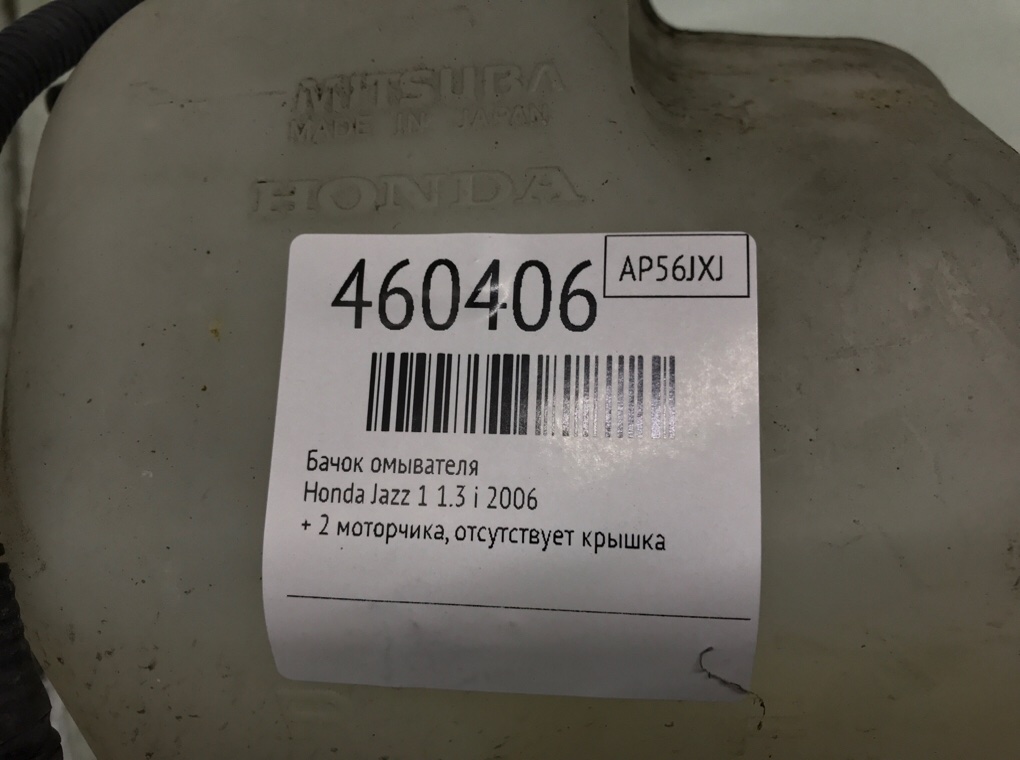 MITSUBA
MADE IN JAPAN
HONDA
460406
AP56JXJ
Бачок омывателя
Honda Jazz 1 1.3 i 2006
+ 2 моторчика, отсутствует крышка